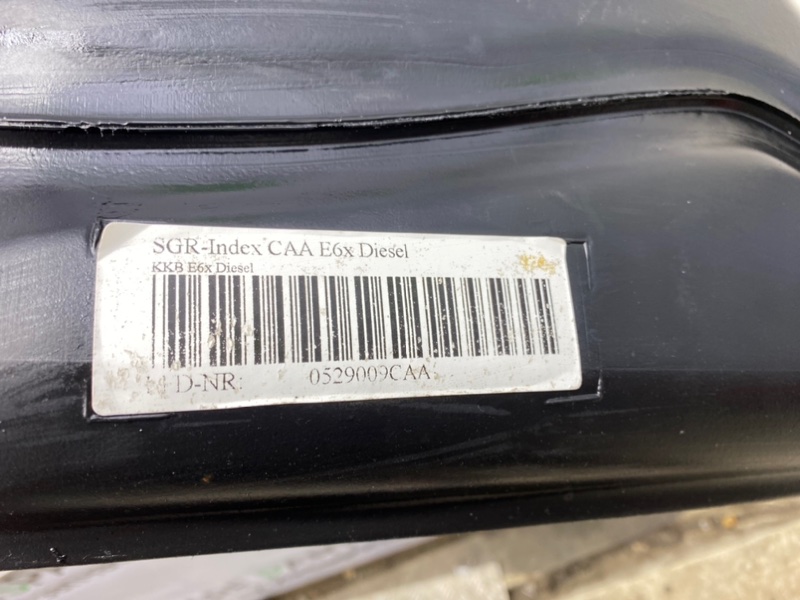 SGR-Index CAA E6x Diesel
KKB E6x Diesel
D-NR: 0529009CAA